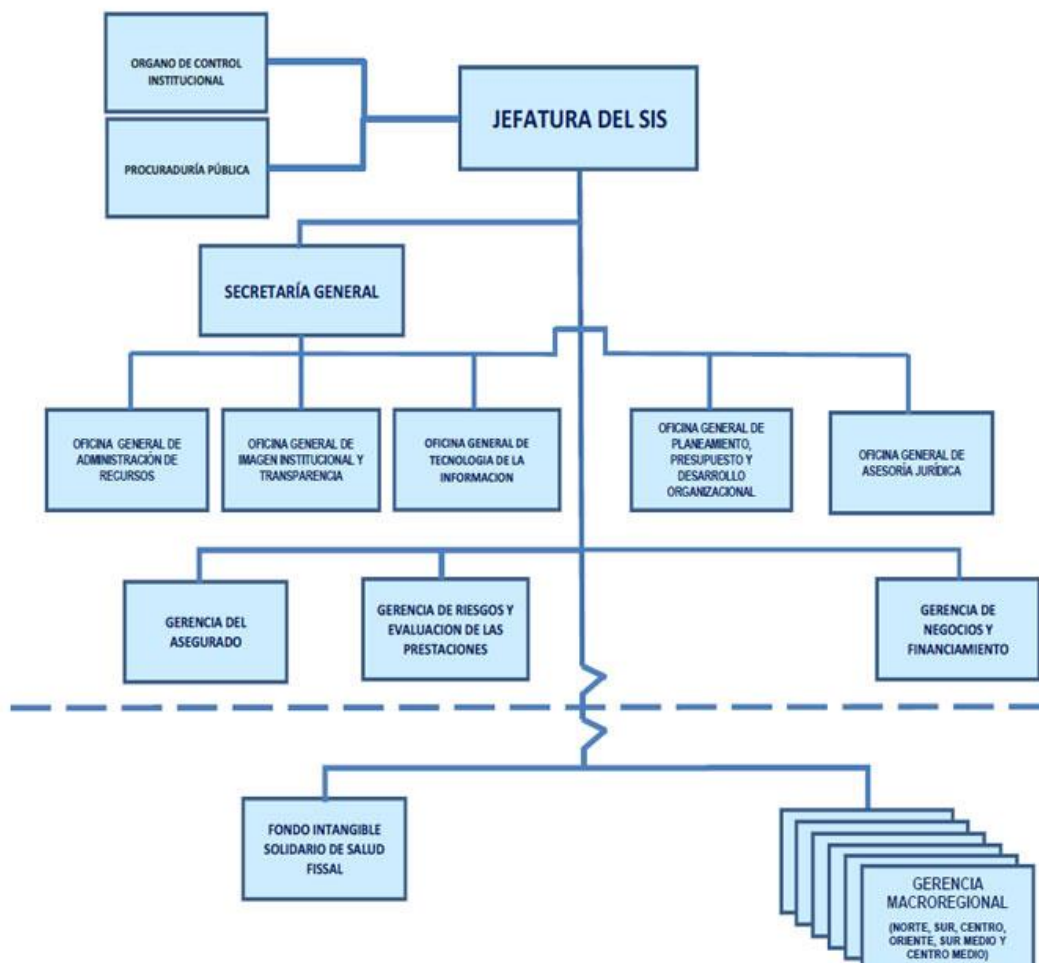 ORGANO DE CONTROL
INSTITUCIONAL
JEFATURA DEL SIS
PROCURADURÍA PÚBLICA
SECRETARÍA GENERAL
OFICINA GENERAL DE
ADMINISTRACIÓN DE
RECURSOS
OFICINA GENERAL DE
IMAGEN INSTITUCIONAL Y
TRANSPARENCIA
OFICINA GENERAL DE
TECNOLOGIA DE LA
INFORMACION
OFICINA GENERAL DE
PLANEAMIENTO,
PRESUPUESTO Y
DESARROLLO
ORGANIZACIONAL
OFICINA GENERAL DE
ASESORÍA JURÍDICA
GERENCIA DEL
ASEGURADO
GERENCIA DE RIESGOS Y
EVALUACION DE LAS
PRESTACIONES
GERENCIA DE
NEGOCIOS Y
FINANCIAMIENTO
FONDO INTANGIBLE
SOLIDARIO DE SALUD
FISSAL
GERENCIA
MACROREGIONAL
(NORTE, SUR, CENTRO,
ORIENTE, SUR MEDIO Y
CENTRO MEDIO)